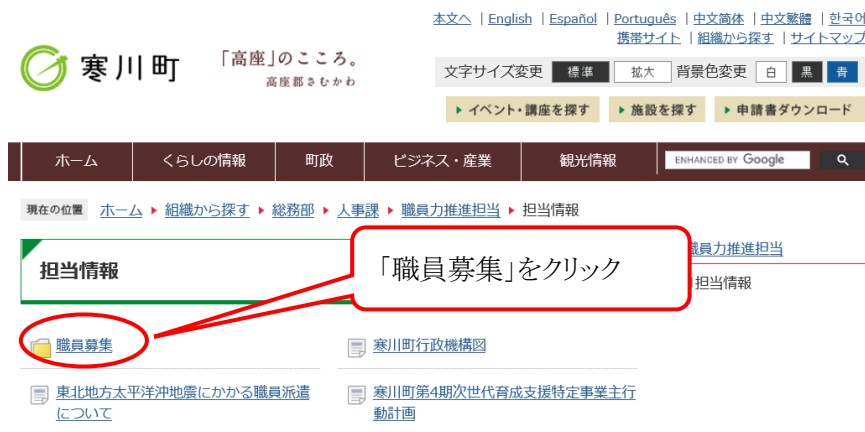 本文へ | English | Español | Português | 中文简体 | 中文繁體 | 한국어
携帯サイト | 組織から探す | サイトマップ
寒川町
「高座」のこころ。
高座郡さむかわ
文字サイズ変更 標準 拡大 背景色変更 白 黒 青
イベント・講座を探す 施設を探す 申請書ダウンロード
ホーム くらしの情報 町政 ビジネス・産業 観光情報 ENHANCED BY Google
現在の位置 ホーム 組織から探す 総務部 人事課 職員力推進担当 担当情報
担当情報
「職員募集」をクリック
員力推進担当
担当情報
職員募集
寒川町行政機構図
東北地方太平洋沖地震にかかる職員派遣
について
寒川町第4期次世代育成支援特定事業主行
動計画